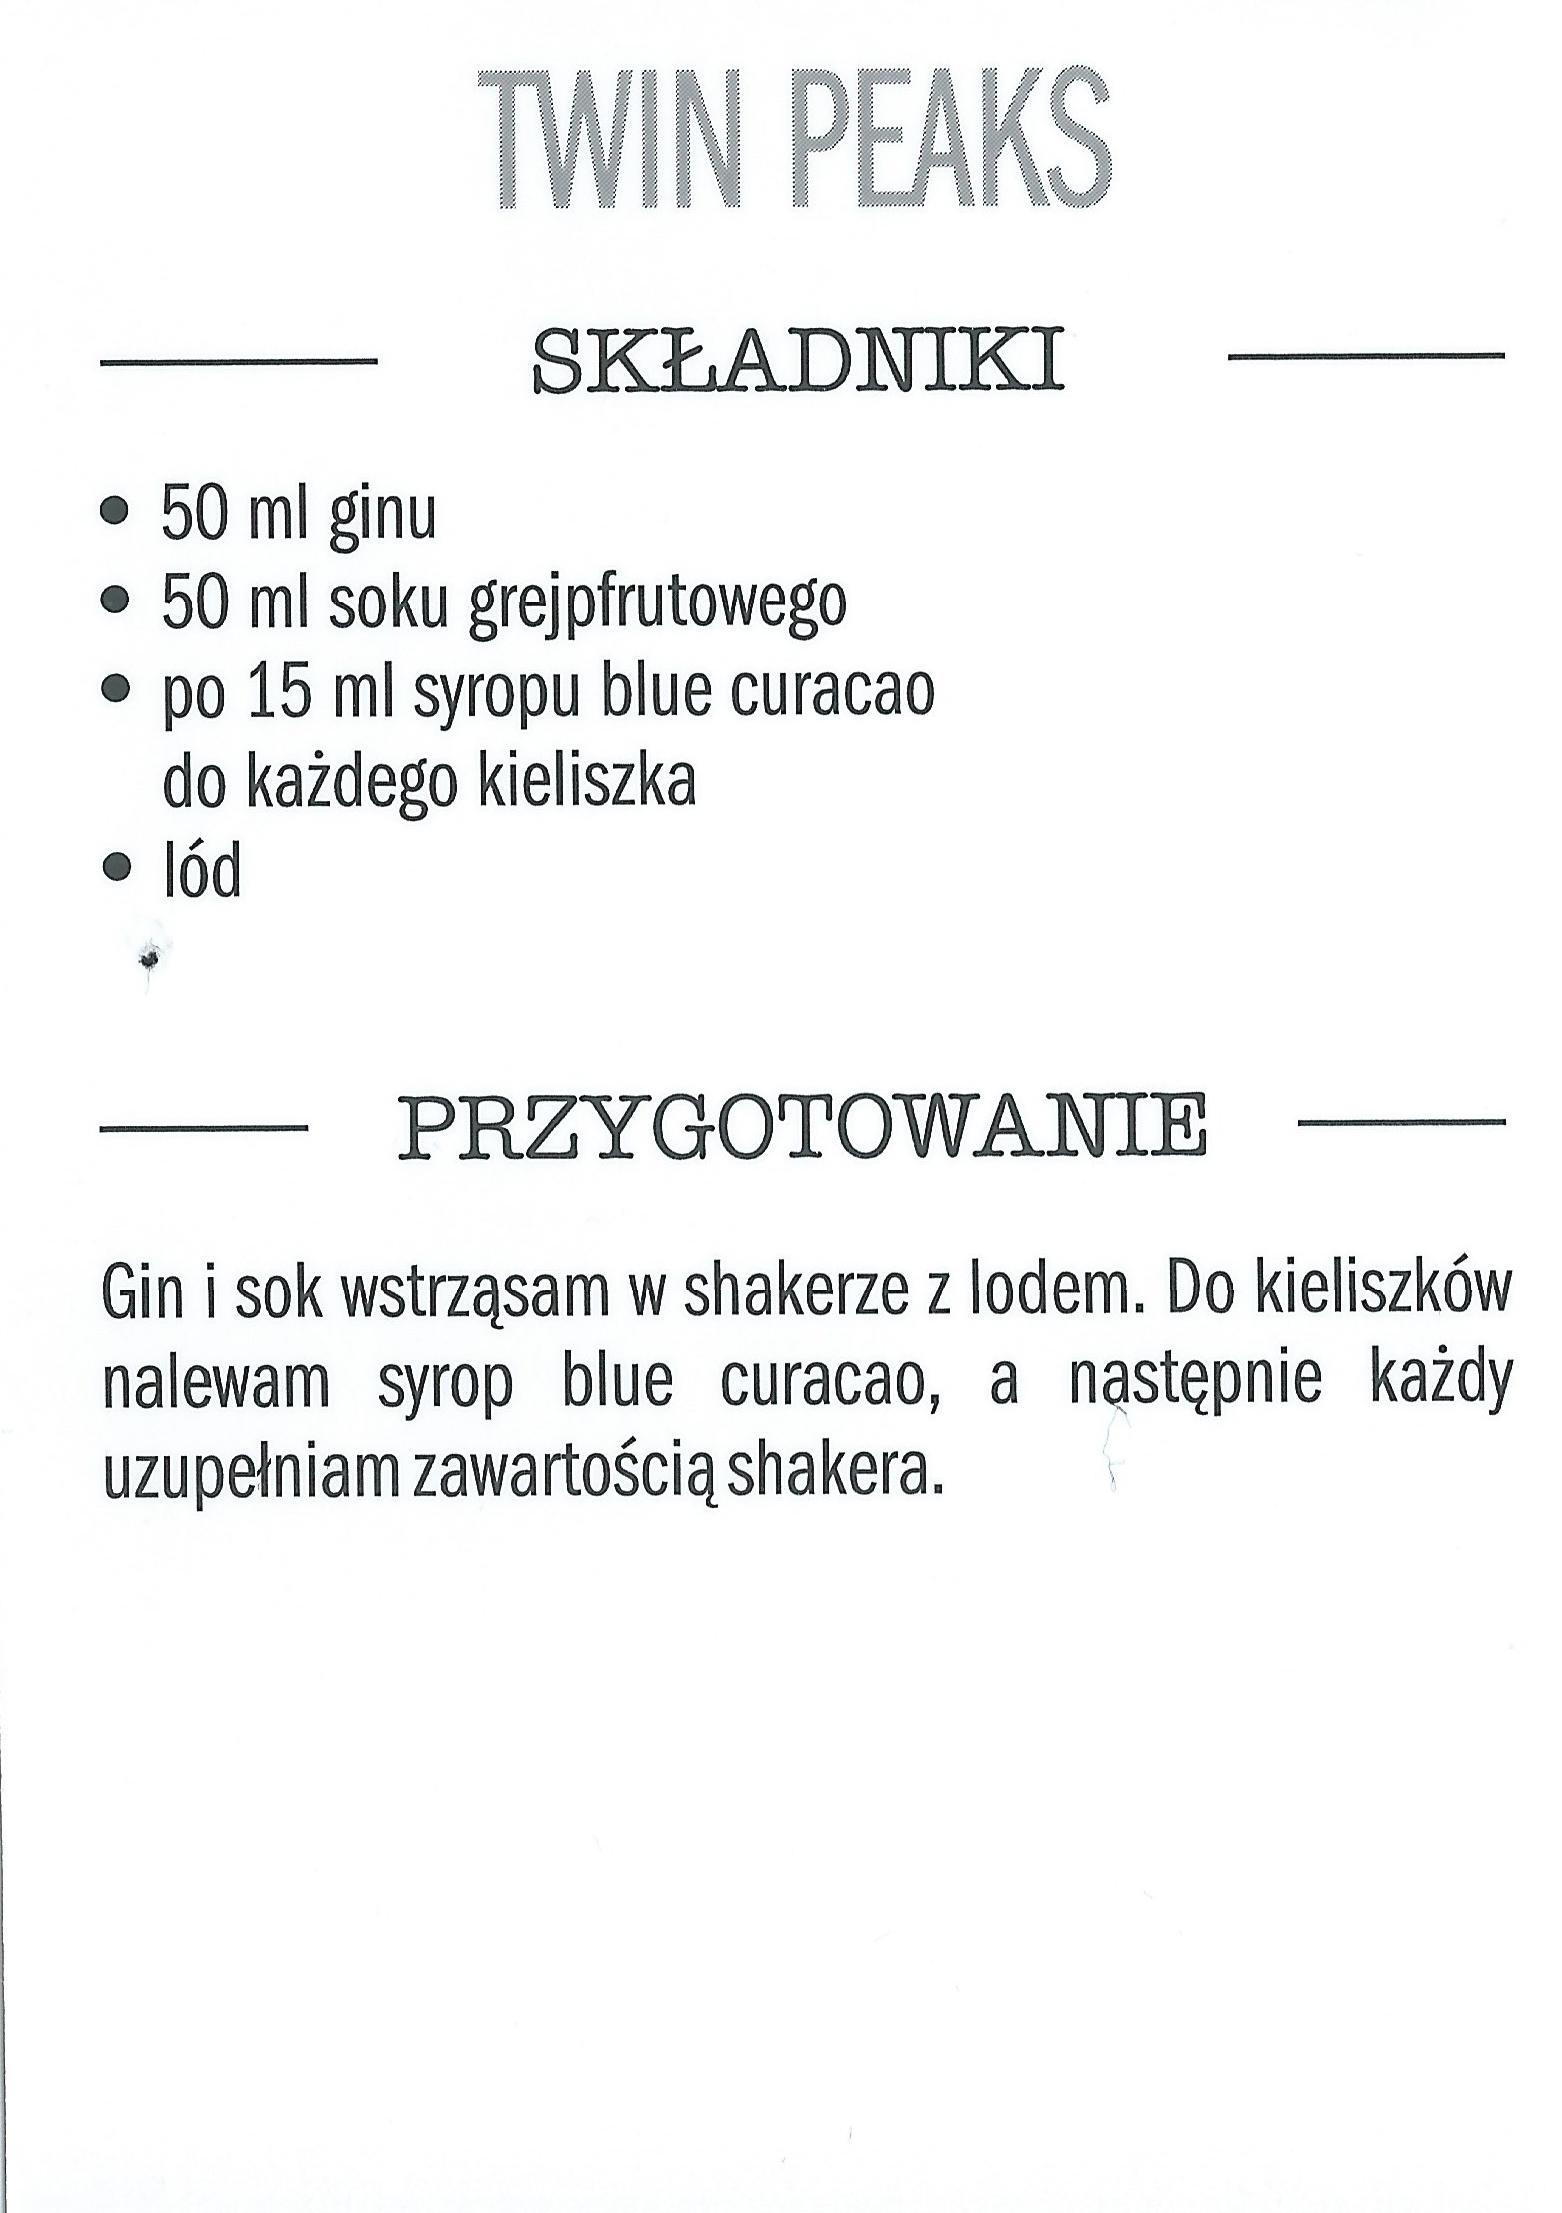 TWIN PEAKS
SKŁADNIKI
• 50 ml ginu
• 50 ml soku grejpfrutowego
• po 15 ml syropu blue curacao
do każdego kieliszka
• lód
PRZYGOTOWANIE
Gin i sok wstrząsam w shakerze z lodem. Do kieliszków
nalewam syrop blue curacao, a następnie każdy
uzupełniam zawartością shakera.